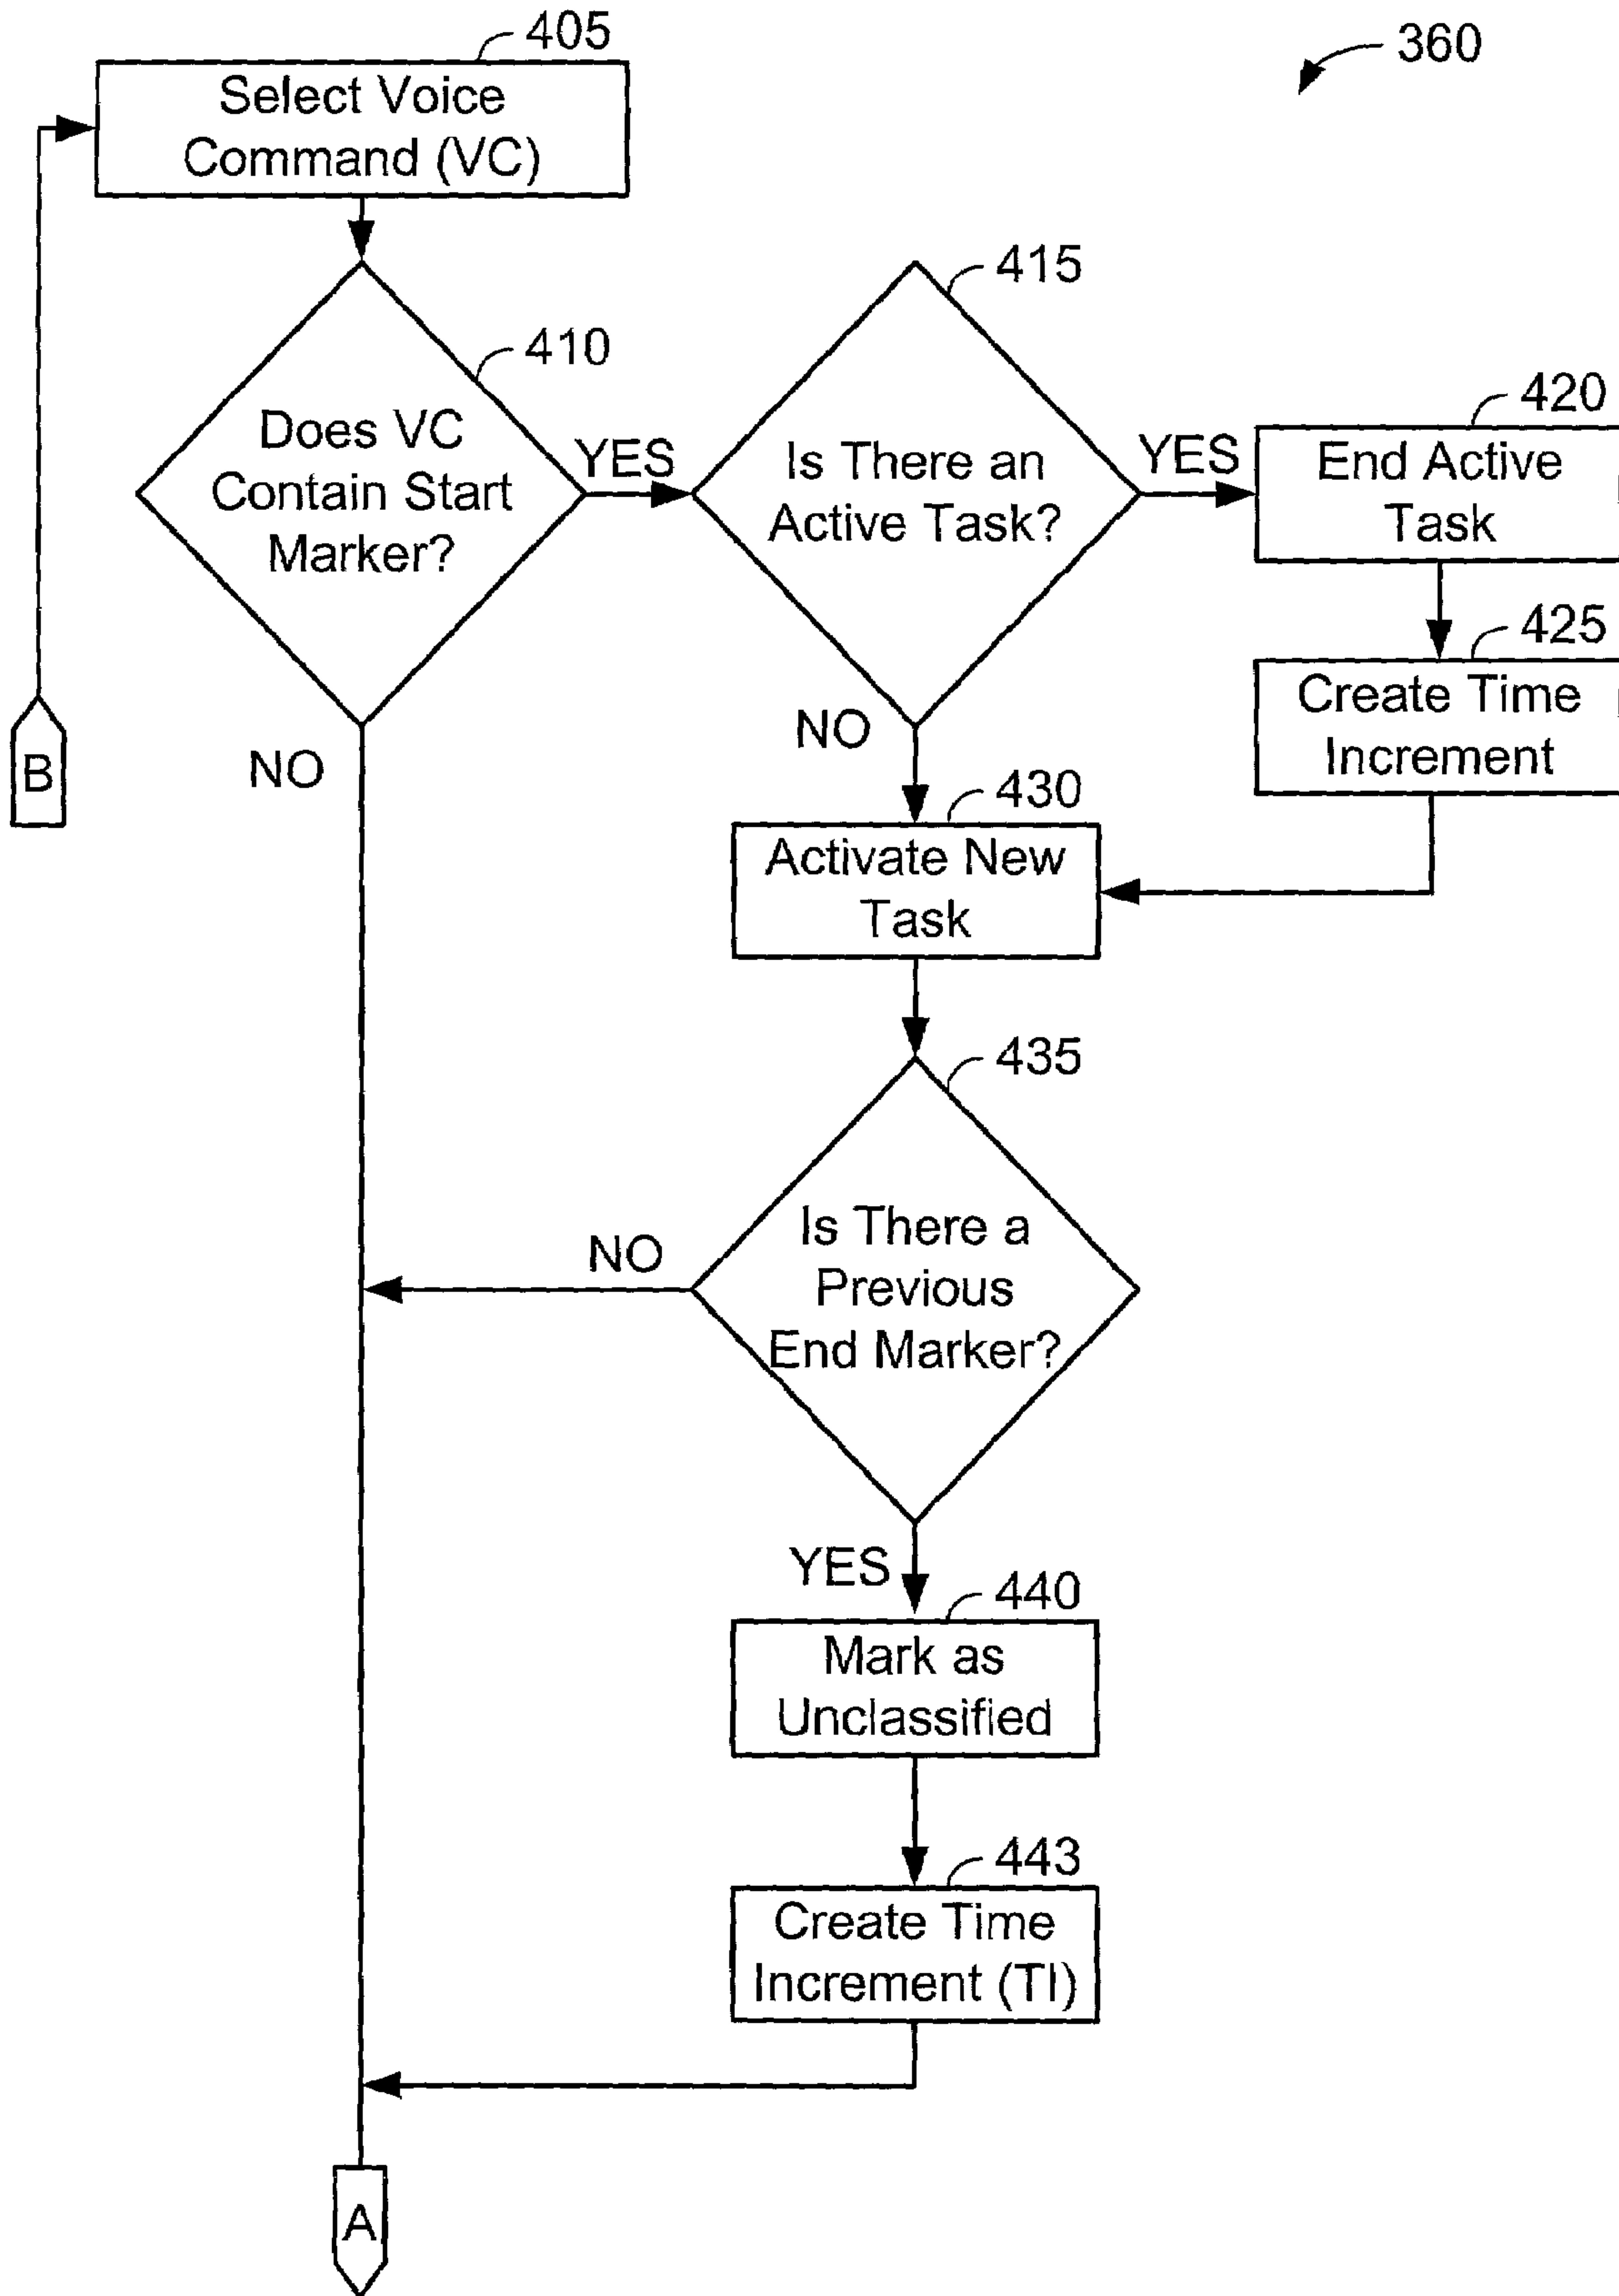 360
405
Select Voice
Command (VC)
410
Does VC
Contain Start
Marker?
YES
NO
415
Is There an
Active Task?
YES
NO
420
End Active
Task
425
Create Time
Increment
B
430
Activate New
Task
435
Is There a
Previous
End Marker?
NO
YES
440
Mark as
Unclassified
443
Create Time
Increment (TI)
A